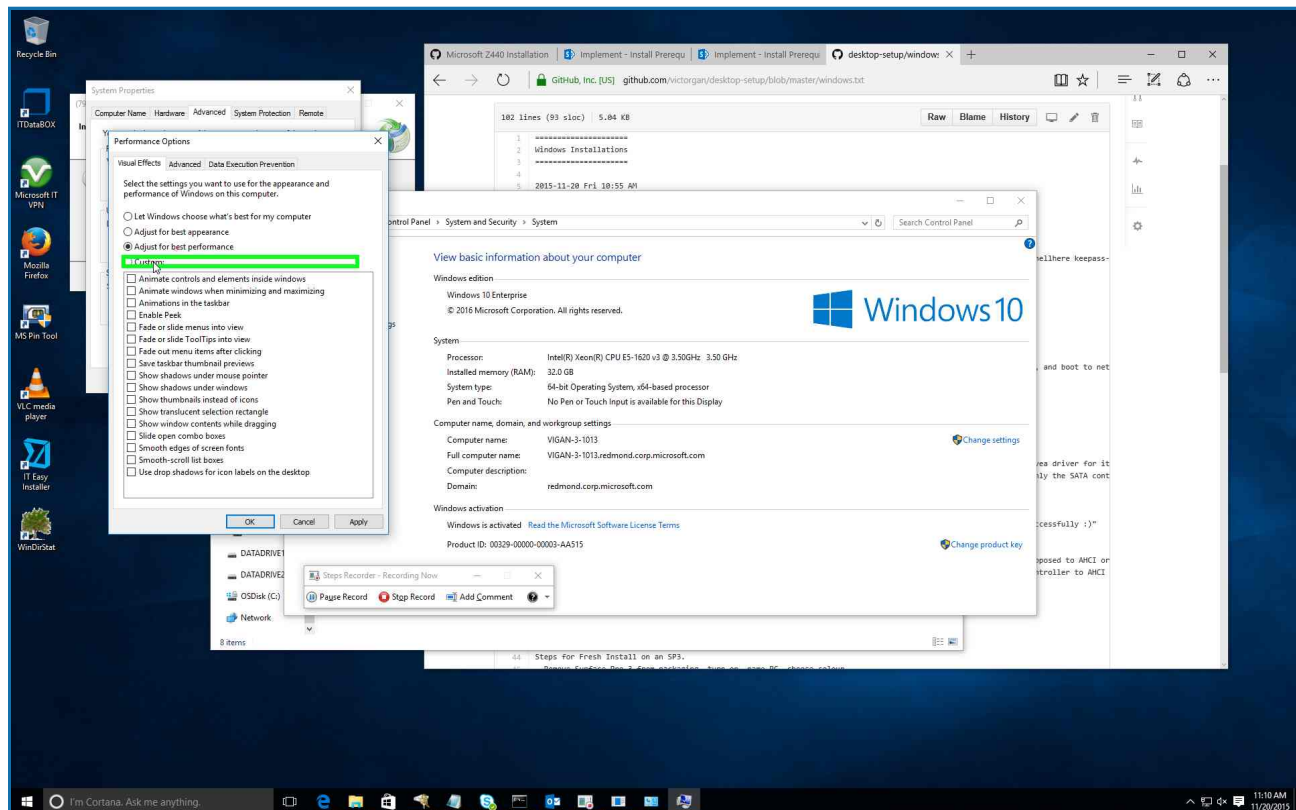 Recycle Bin
ITDataBOX
Microsoft IT
VPN
Mozilla
Firefox
MS Pin Tool
VLC media
player
IT Easy
Installer
WinDirStat
System Properties
Computer Name Hardware Advanced System Protection Remote
Performance Options
Visual Effects Advanced Data Execution Prevention
Select the settings you want to use for the appearance and
performance of Windows on this computer.
Let Windows choose what's best for my computer
Adjust for best appearance
Adjust for best performance
Custom:
Animate controls and elements inside windows
Animate windows when minimizing and maximizing
Animations in the taskbar
Enable Peek
Fade or slide menus into view
Fade or slide ToolTips into view
Fade out menu items after clicking
Save taskbar thumbnail previews
Show shadows under mouse pointer
Show shadows under windows
Show thumbnails instead of icons
Show translucent selection rectangle
Show window contents while dragging
Slide open combo boxes
Smooth edges of screen fonts
Smooth-scroll list boxes
Use drop shadows for icon labels on the desktop
OK Cancel Apply
Microsoft Z440 Installation Implement - Install Prerequ Implement - Install Prerequ desktop-setup/window:
GitHub, Inc. [US] github.com/victorgan/desktop-setup/blob/master/windows.txt
102 lines (93 sloc) 5.04 KB Raw Blame History
1 =====================
2 Windows Installations
3 =====================
4
5 2015-11-20 Fri 10:55 AM
ellhere keepass-
, and boot to net
ea driver for it
ly the SATA cont
cessfully :)"
posed to AHCI or
troller to AHCI
44 Steps for Fresh Install on an SP3.
ontrol Panel › System and Security › System Search Control Panel
View basic information about your computer
Windows edition
Windows 10 Enterprise
© 2016 Microsoft Corporation. All rights reserved.
Windows 10
System
Processor: Intel(R) Xeon(R) CPU E5-1620 v3 @ 3.50GHz 3.50 GHz
Installed memory (RAM): 32.0 GB
System type: 64-bit Operating System, x64-based processor
Pen and Touch: No Pen or Touch Input is available for this Display
Computer name, domain, and workgroup settings
Computer name: VIGAN-3-1013 Change settings
Full computer name: VIGAN-3-1013.redmond.corp.microsoft.com
Computer description:
Domain: redmond.corp.microsoft.com
Windows activation
Windows is activated Read the Microsoft Software License Terms
Product ID: 00329-00000-00003-AA515 Change product key
DATADRIVE1
DATADRIVE2
OSDisk (C:)
Network
8 items
Steps Recorder - Recording Now
Pause Record Stop Record Add Comment
I'm Cortana. Ask me anything.
11:10 AM
11/20/2015